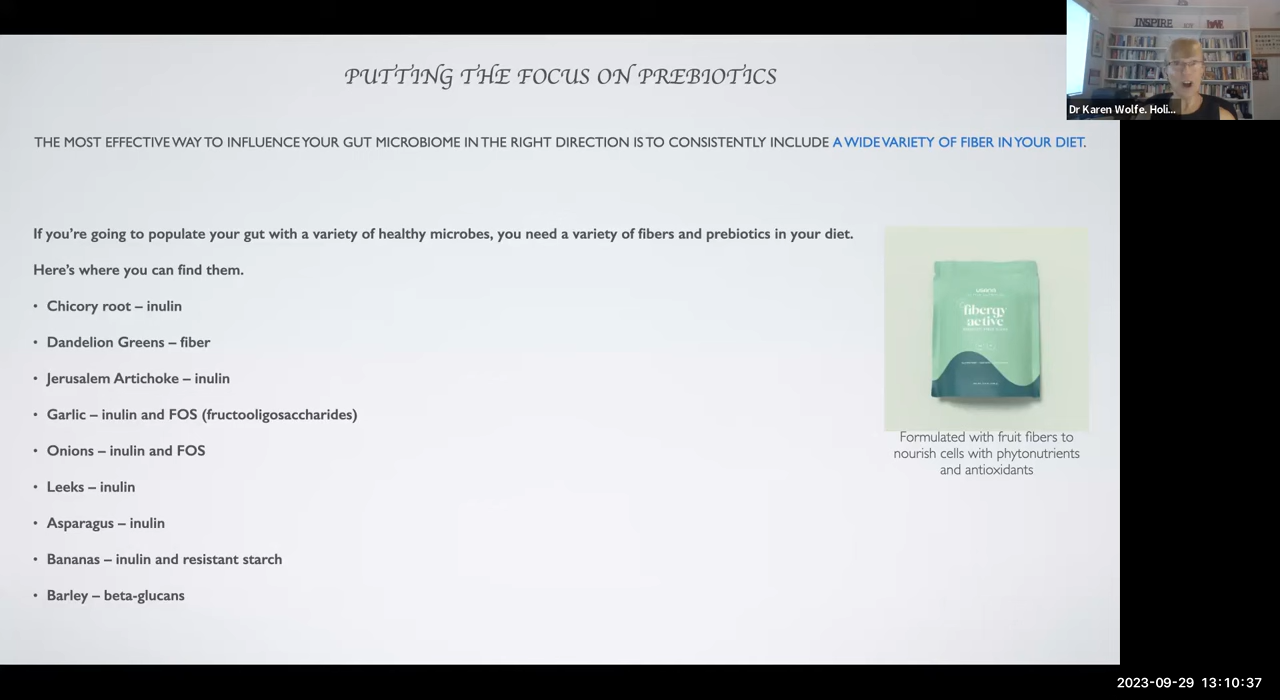 INSPIRE
PUTTING THE FOCUS ON PREBIOTICS
Dr Karen Wolfe. Holi...
THE MOST EFFECTIVE WAY TO INFLUENCE YOUR GUT MICROBIOME IN THE RIGHT DIRECTION IS TO CONSISTENTLY INCLUDE A WIDE VARIETY OF FIBER IN YOUR DIET.
If you’re going to populate your gut with a variety of healthy microbes, you need a variety of fibers and prebiotics in your diet.
Here’s where you can find them.
• Chicory root – inulin
• Dandelion Greens – fiber
• Jerusalem Artichoke – inulin
• Garlic – inulin and FOS (fructooligosaccharides)
• Onions – inulin and FOS
• Leeks – inulin
• Asparagus – inulin
• Bananas – inulin and resistant starch
• Barley – beta-glucans
fibergy
active
Formulated with fruit fibers to
nourish cells with phytonutrients
and antioxidants
2023-09-29 13:10:37